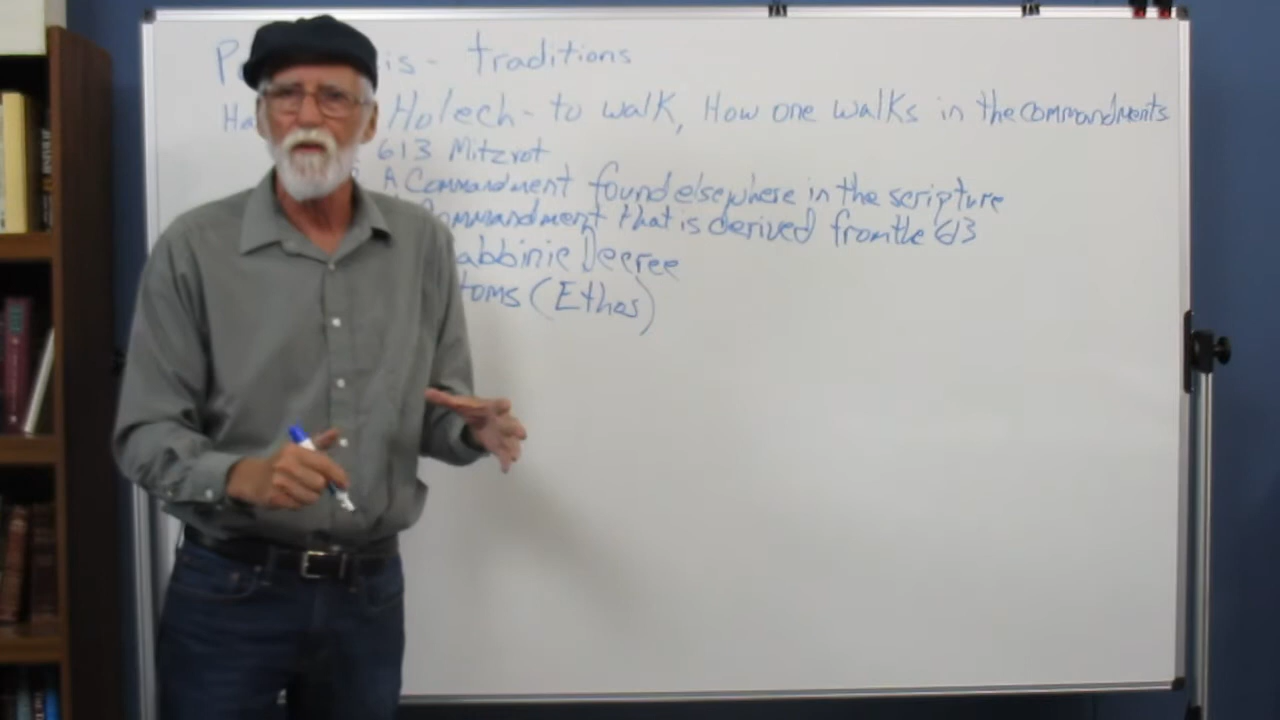 is - traditions
Holech - to walk, How one walks in the commandments
613 Mitzvot
A Commandment found elsewhere in the scripture
Commandment that is derived from the 613
abbinic Decree
toms (Ethos)